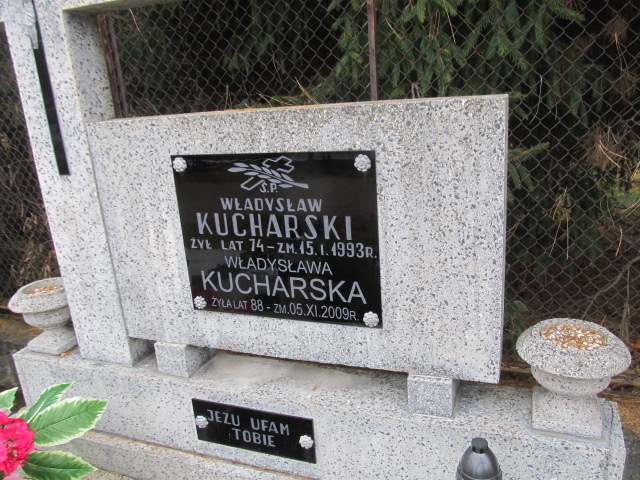 Ś.P.
WŁADYSŁAW
KUCHARSKI
ŻYŁ LAT 74 - ZM. 15. I. 1993 R.
WŁADYSŁAWA
KUCHARSKA
ŻYŁA LAT 88 - ZM. 05.XI.2009R.
JEZU UFAM
TOBIE